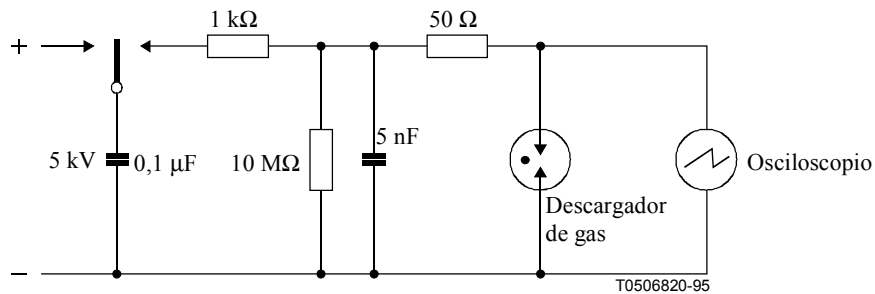 1 kΩ
50 Ω
+
5 kV
0,1 µF
10 MΩ
5 nF
Osciloscopio
Descargador
de gas
–
T0506820-95